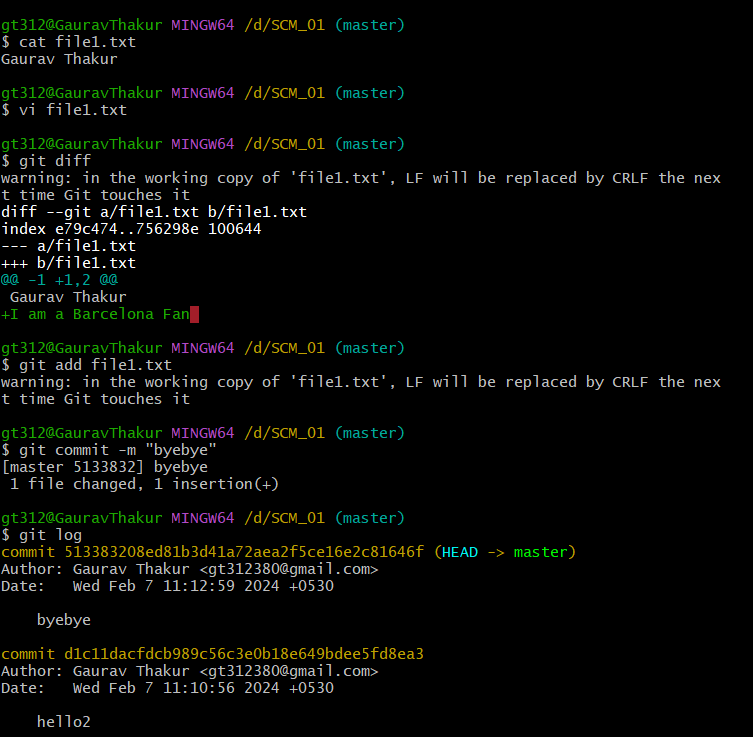 gt312@GauravThakur MINGW64 /d/SCM_01 (master)
$ cat file1.txt
Gaurav Thakur
gt312@GauravThakur MINGW64 /d/SCM_01 (master)
$ vi file1.txt
gt312@GauravThakur MINGW64 /d/SCM_01 (master)
$ git diff
warning: in the working copy of 'file1.txt', LF will be replaced by CRLF the nex
t time Git touches it
diff --git a/file1.txt b/file1.txt
index e79c474..756298e 100644
--- a/file1.txt
+++ b/file1.txt
@@ -1 +1,2 @@
 Gaurav Thakur
+I am a Barcelona Fan
gt312@GauravThakur MINGW64 /d/SCM_01 (master)
$ git add file1.txt
warning: in the working copy of 'file1.txt', LF will be replaced by CRLF the nex
t time Git touches it
gt312@GauravThakur MINGW64 /d/SCM_01 (master)
$ git commit -m "byebye"
[master 5133832] byebye
 1 file changed, 1 insertion(+)
gt312@GauravThakur MINGW64 /d/SCM_01 (master)
$ git log
commit 513383208ed81b3d41a72aea2f5ce16e2c81646f (HEAD -> master)
Author: Gaurav Thakur <gt312380@gmail.com>
Date:   Wed Feb 7 11:12:59 2024 +0530
    byebye
commit d1c11dacfdcb989c56c3e0b18e649bdee5fd8ea3
Author: Gaurav Thakur <gt312380@gmail.com>
Date:   Wed Feb 7 11:10:56 2024 +0530
    hello2